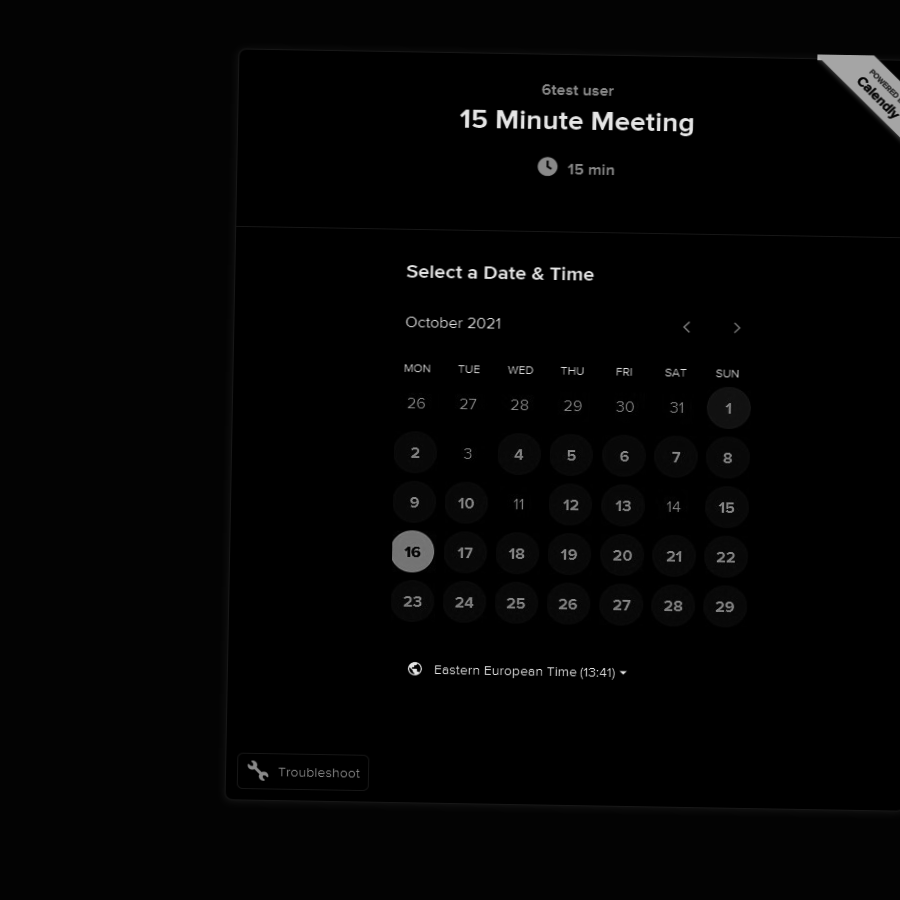 6test user
15 Minute Meeting
15 min
POWERED
Calendly
Select a Date & Time
October 2021
MON TUE WED THU FRI SAT SUN
26 27 28 29 30 31 1
2 3 4 5 6 7 8
9 10 11 12 13 14 15
16 17 18 19 20 21 22
23 24 25 26 27 28 29
Eastern European Time (13:41)
Troubleshoot